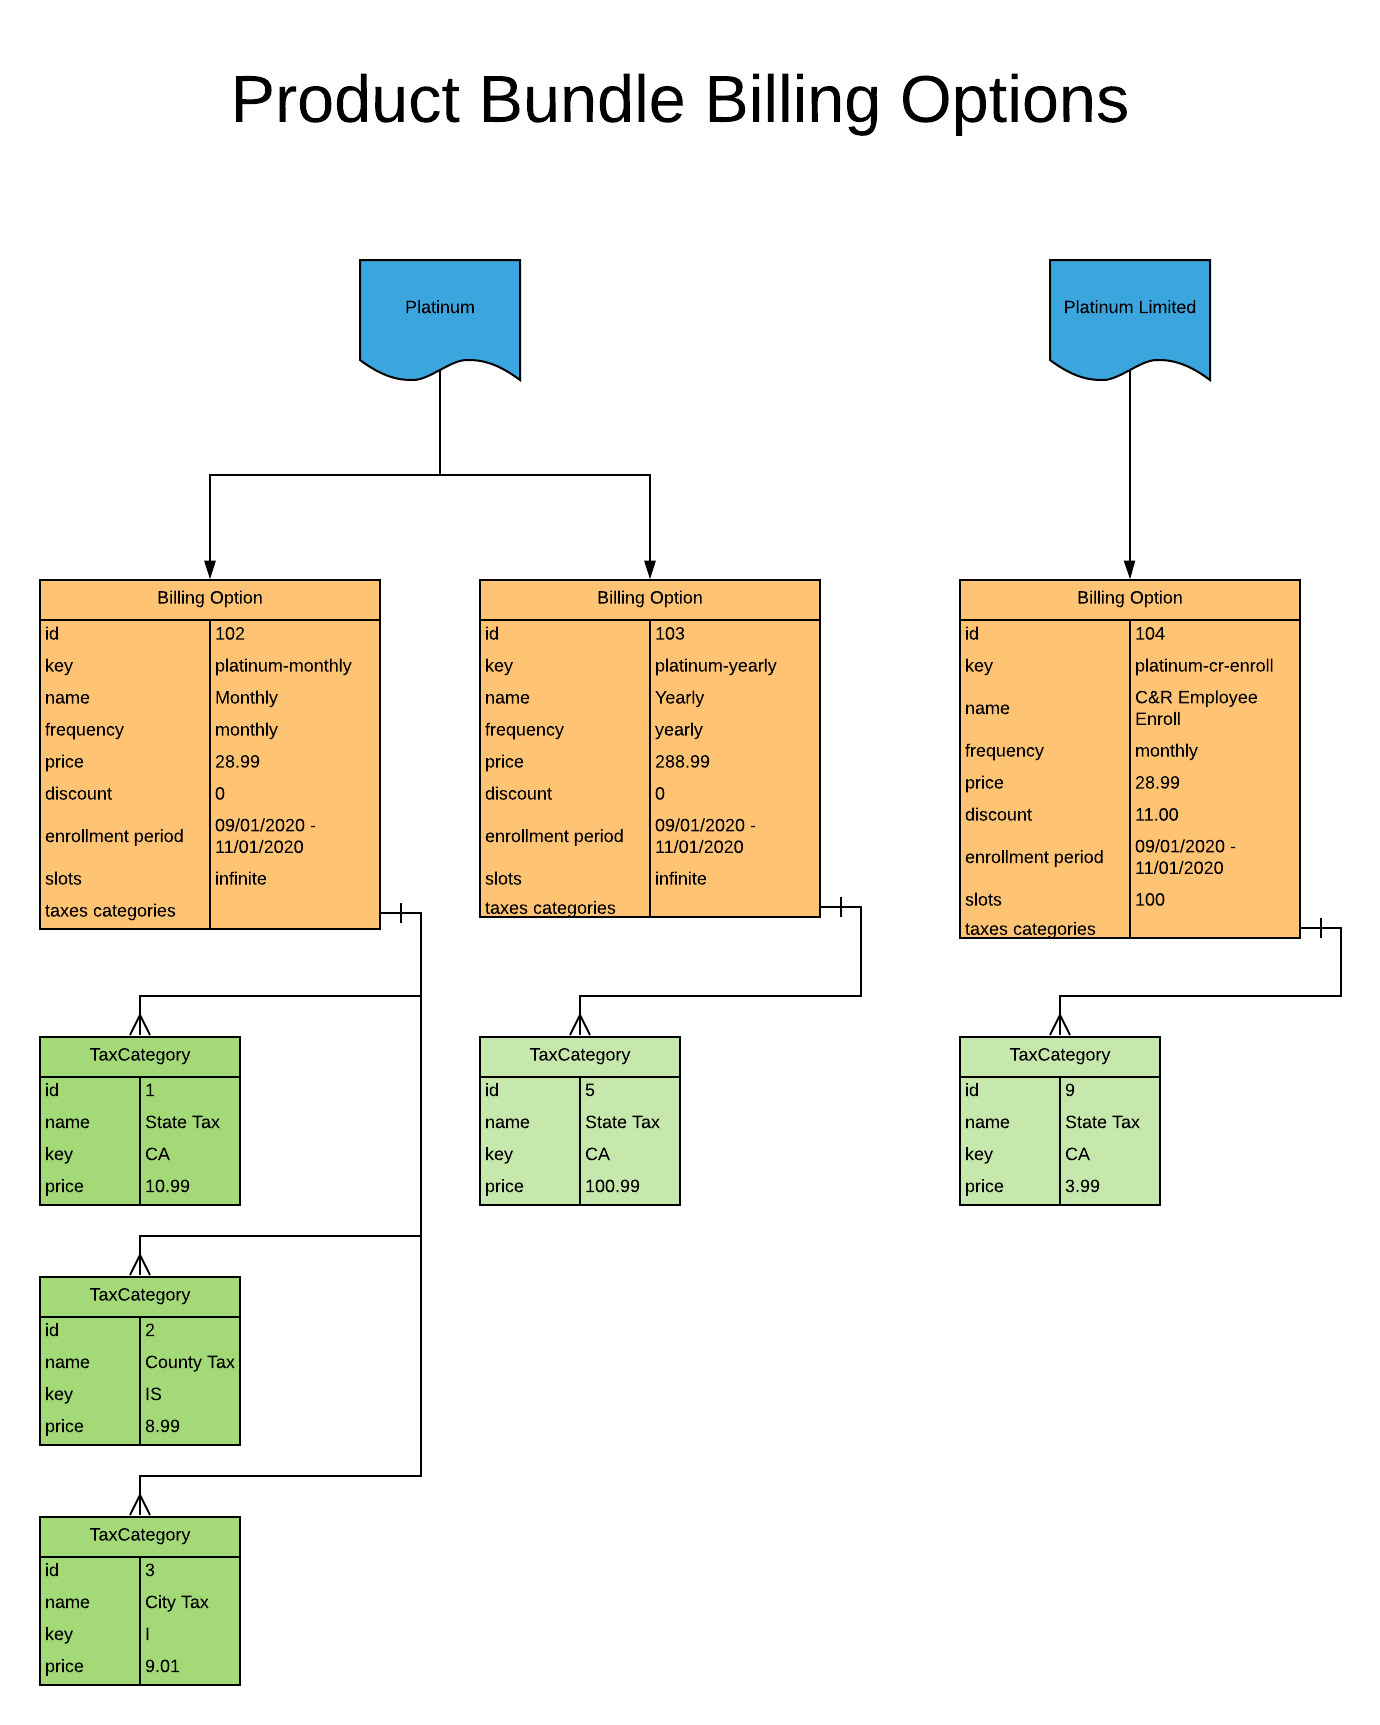 Product Bundle Billing Options
Platinum
Platinum Limited
Billing Option
id 102
key platinum-monthly
name Monthly
frequency monthly
price 28.99
discount 0
enrollment period 09/01/2020 -
11/01/2020
slots infinite
taxes categories
Billing Option
id 103
key platinum-yearly
name Yearly
frequency yearly
price 288.99
discount 0
enrollment period 09/01/2020 -
11/01/2020
slots infinite
taxes categories
Billing Option
id 104
key platinum-cr-enroll
name C&R Employee
Enroll
frequency monthly
price 28.99
discount 11.00
enrollment period 09/01/2020 -
11/01/2020
slots 100
taxes categories
TaxCategory
id 1
name State Tax
key CA
price 10.99
TaxCategory
id 5
name State Tax
key CA
price 100.99
TaxCategory
id 9
name State Tax
key CA
price 3.99
TaxCategory
id 2
name County Tax
key IS
price 8.99
TaxCategory
id 3
name City Tax
key I
price 9.01